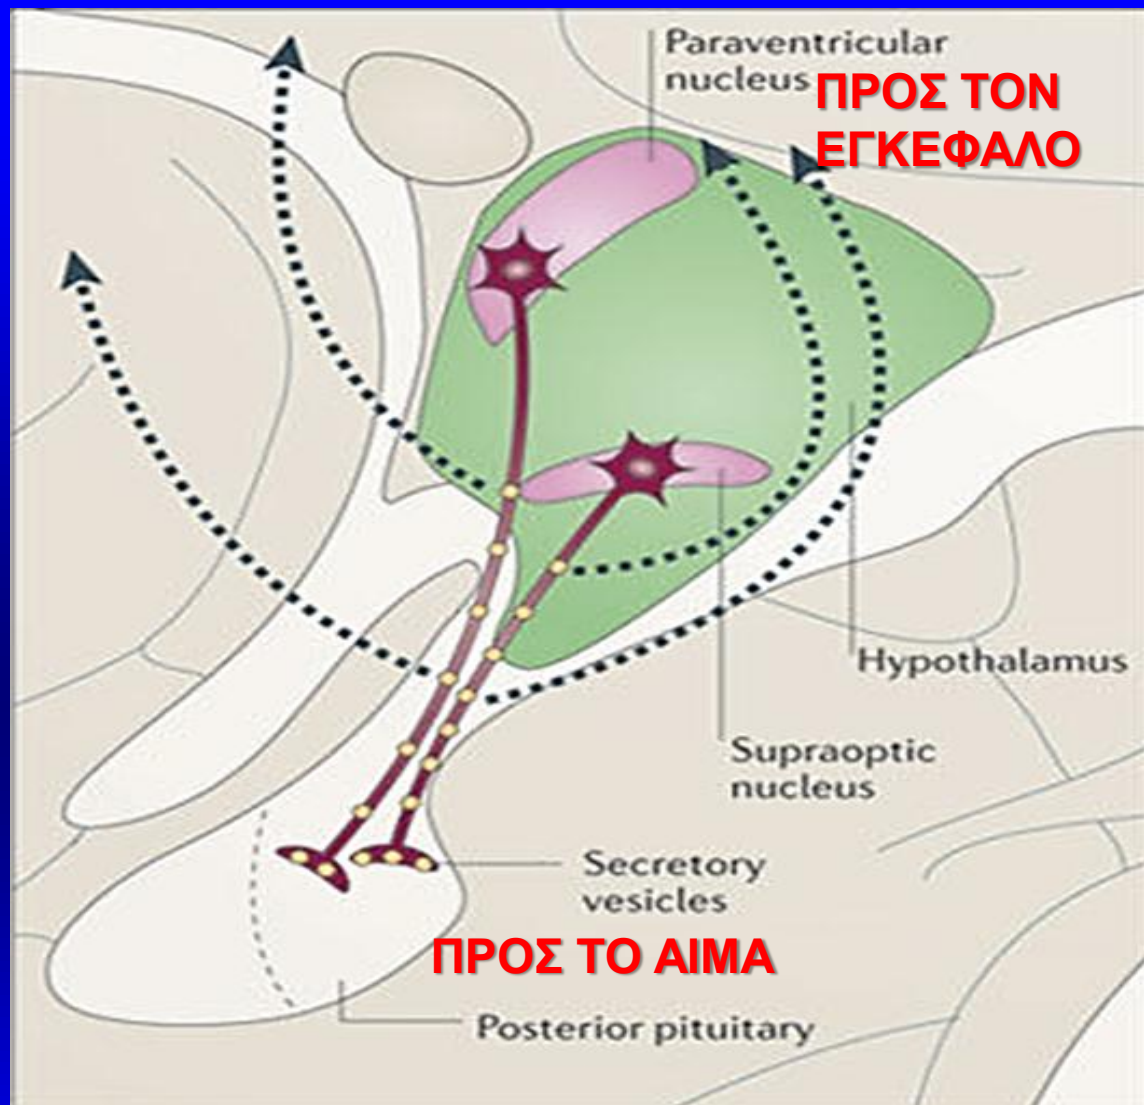 Paraventricular
nucleus
ΠΡΟΣ ΤΟΝ
ΕΓΚΕΦΑΛΟ
Hypothalamus
Supraoptic
nucleus
Secretory
vesicles
ΠΡΟΣ ΤΟ ΑΙΜΑ
Posterior pituitary